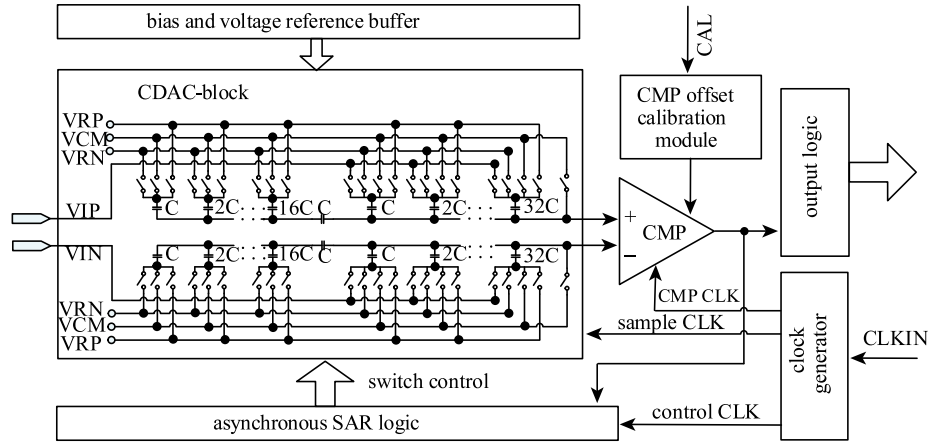 bias and voltage reference buffer
CAL
CDAC-block
CMP offset
calibration
module
output logic
VRP
VCM
VRN
VIP
C 2C · · · 16C C C 2C · · · 32C
+
CMP
−
VIN
C 2C · · · 16C C C 2C · · · 32C
VRN
VCM
VRP
CMP CLK
sample CLK
clock
generator
CLKIN
switch control
control CLK
asynchronous SAR logic